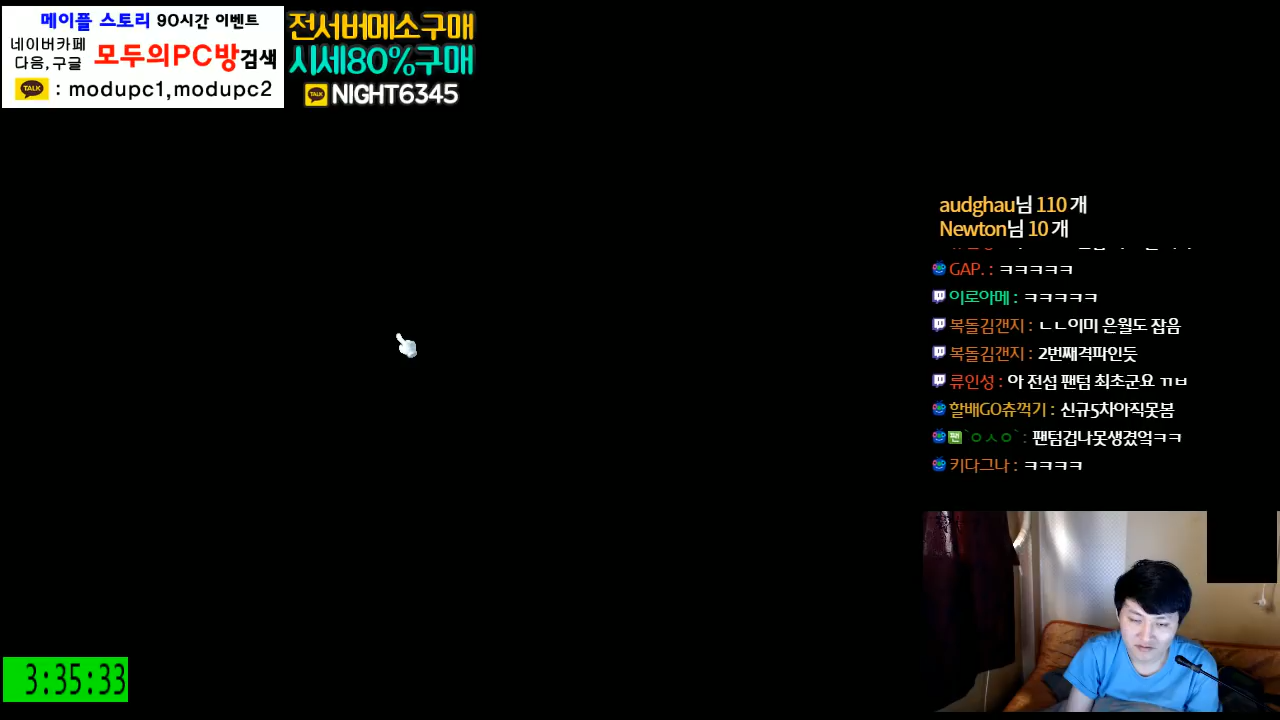 메이플 스토리 90시간 이벤트
네이버카페
다음,구글
모두의PC방검색
TALK : modupc1,modupc2
전서버메소구매
시세80%구매
TALK NIGHT6345
audghau님 110 개
Newton님 10 개
GAP. : ㅋㅋㅋㅋㅋ
이로아메 : ㅋㅋㅋㅋㅋ
복돌김갠지 : ㄴㄴ이미 은월도 잡음
복돌김갠지 : 2번째격파인듯
류인성 : 아 전섭 팬텀 최초군요 ㄲㅂ
할배GO츄꺽기 : 신규5차아직못봄
팬 `ㅇㅅㅇ` : 팬텀겁나못생겼엌ㅋㅋ
키다그나 : ㅋㅋㅋㅋ
3:35:33